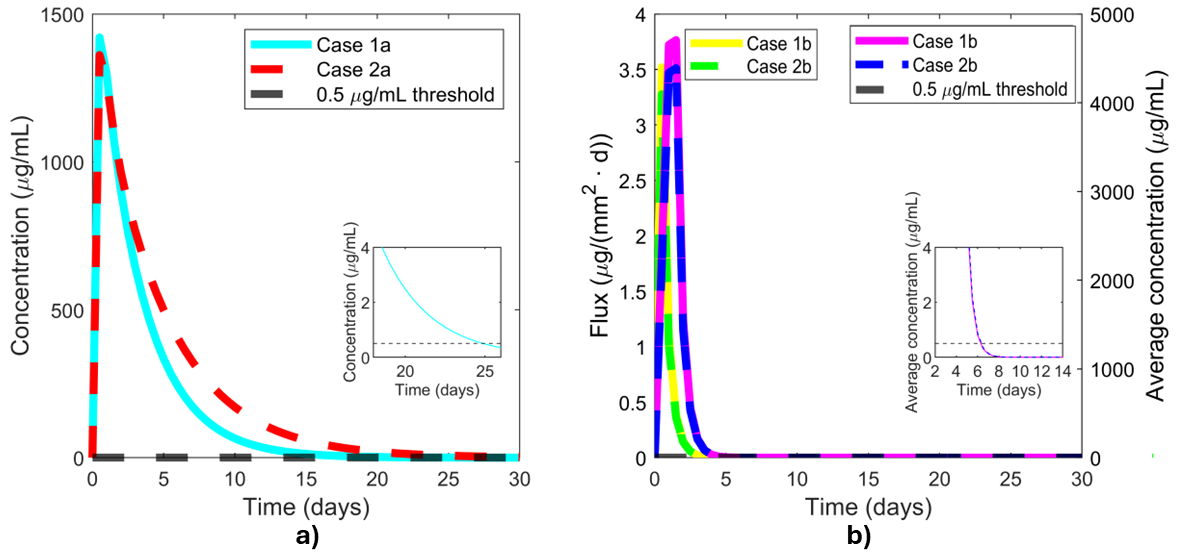 1500
1000
500
0
Concentration (μg/mL)
Case 1a
Case 2a
0.5 μg/mL threshold
4
2
0
Concentration (μg/mL)
20
25
Time (days)
0
5
10
15
20
25
30
Time (days)
a)
4
3.5
3
2.5
2
1.5
1
0.5
0
Flux (μg/(mm² · d))
Case 1b
Case 2b
Case 1b
Case 2b
0.5 μg/mL threshold
4
2
0
Average concentration (μg/mL)
2
4
6
8
10
12
14
Time (days)
5000
4000
3000
2000
1000
0
Average concentration (μg/mL)
0
5
10
15
20
25
30
Time (days)
b)